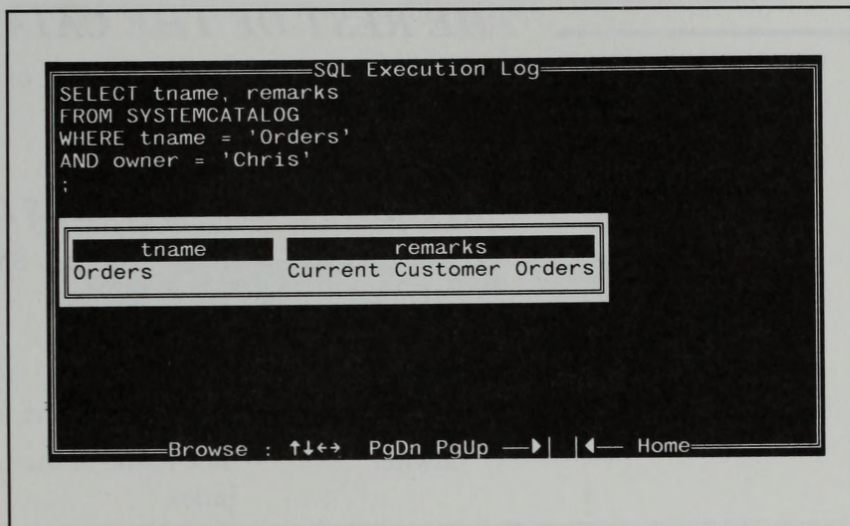 SQL Execution Log
SELECT tname, remarks
FROM SYSTEMCATALOG
WHERE tname = 'Orders'
AND owner = 'Chris'
;
tname remarks
Orders Current Customer Orders
Browse : ↑↓←→ PgDn PgUp —▶| |◀— Home